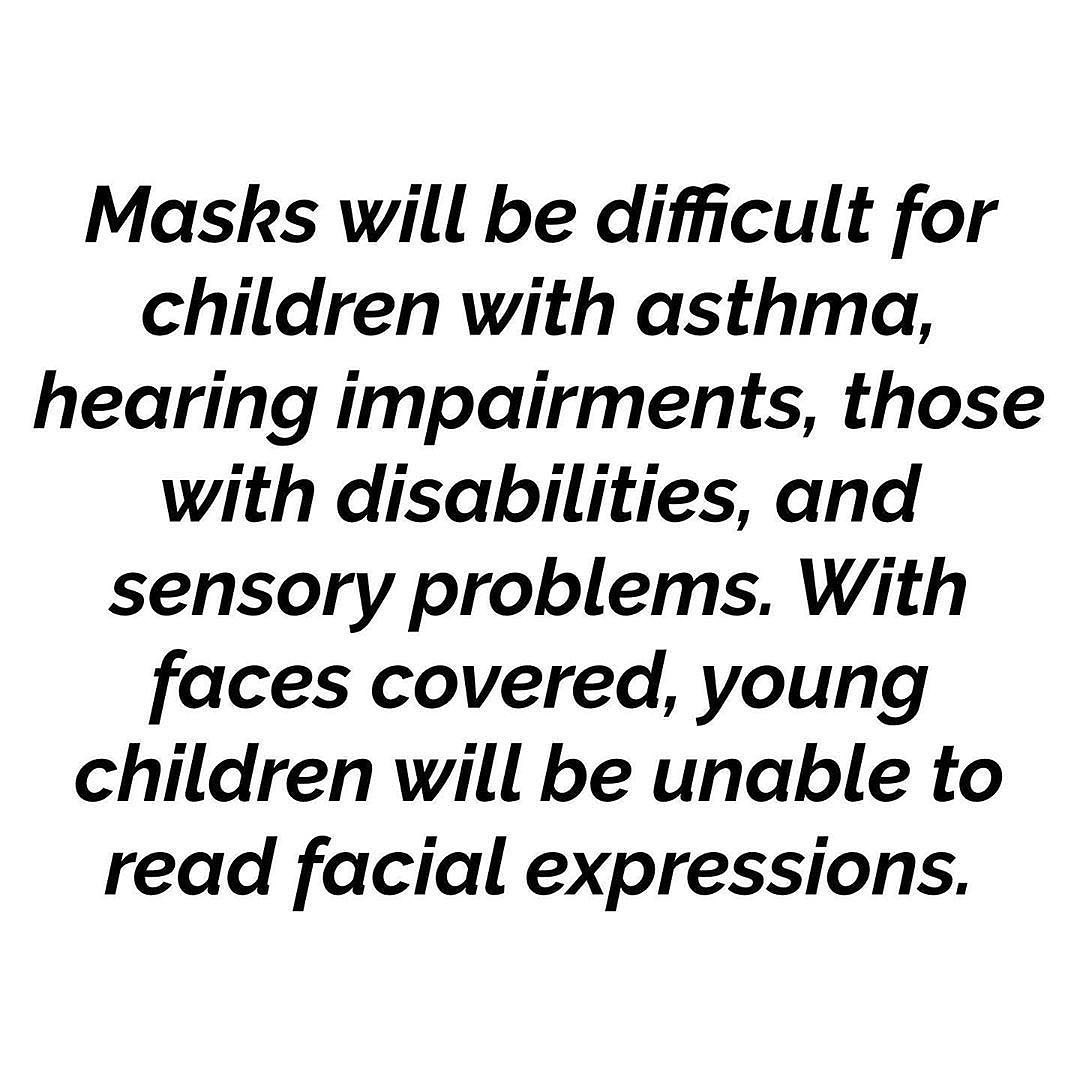 Masks will be difficult for
children with asthma,
hearing impairments, those
with disabilities, and
sensory problems. With
faces covered, young
children will be unable to
read facial expressions.